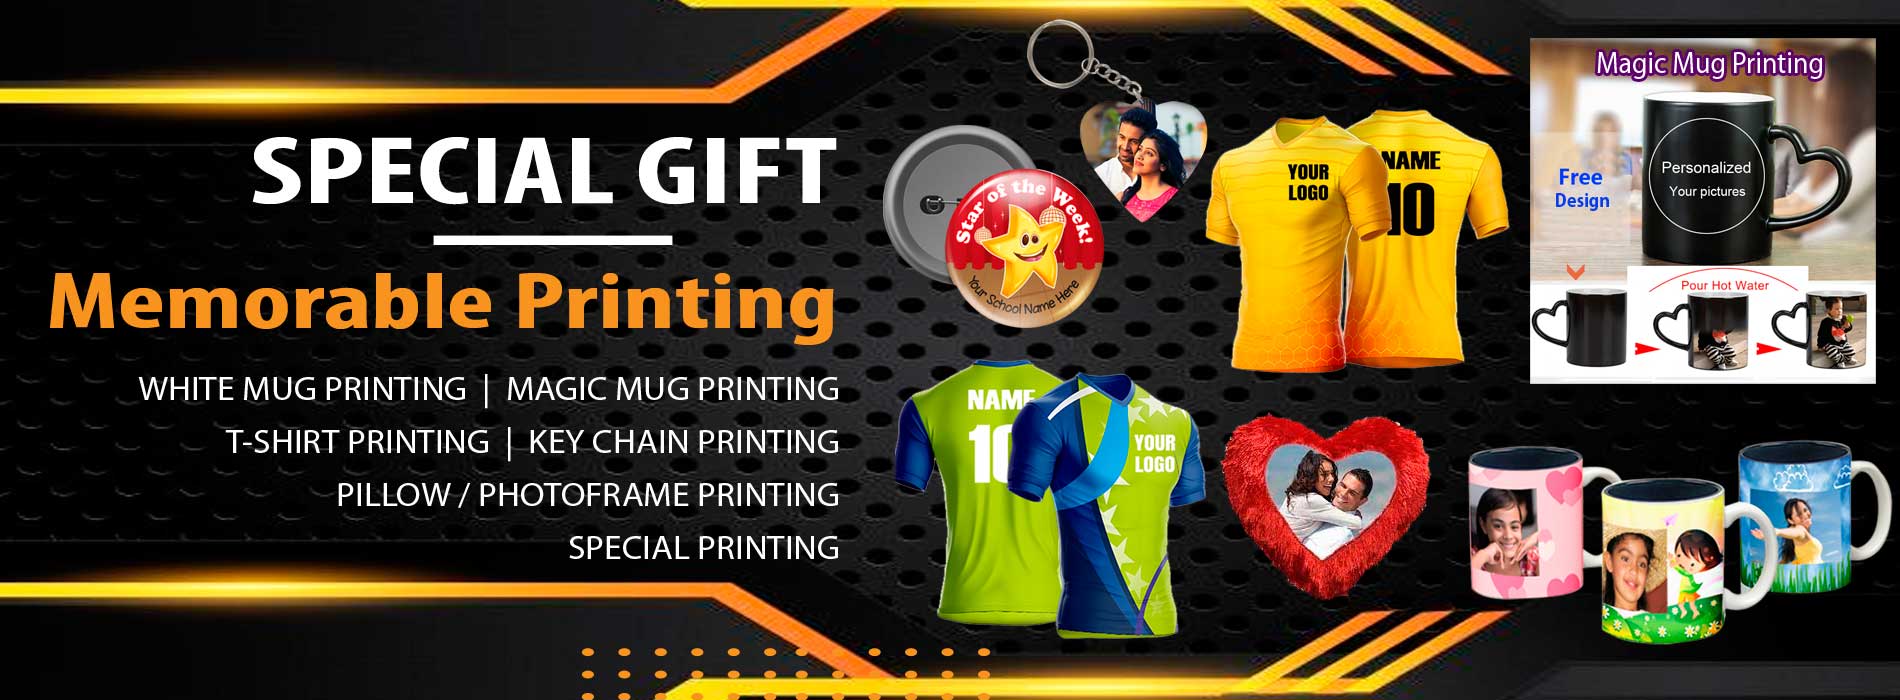 SPECIAL GIFT
Memorable Printing
WHITE MUG PRINTING | MAGIC MUG PRINTING
T-SHIRT PRINTING | KEY CHAIN PRINTING
PILLOW / PHOTOFRAME PRINTING
SPECIAL PRINTING
Star of the Week!
Your School Name Here
YOUR
LOGO
NAME
10
NAME
10
YOUR
LOGO
Magic Mug Printing
Personalized
Your pictures
Free
Design
Pour Hot Water